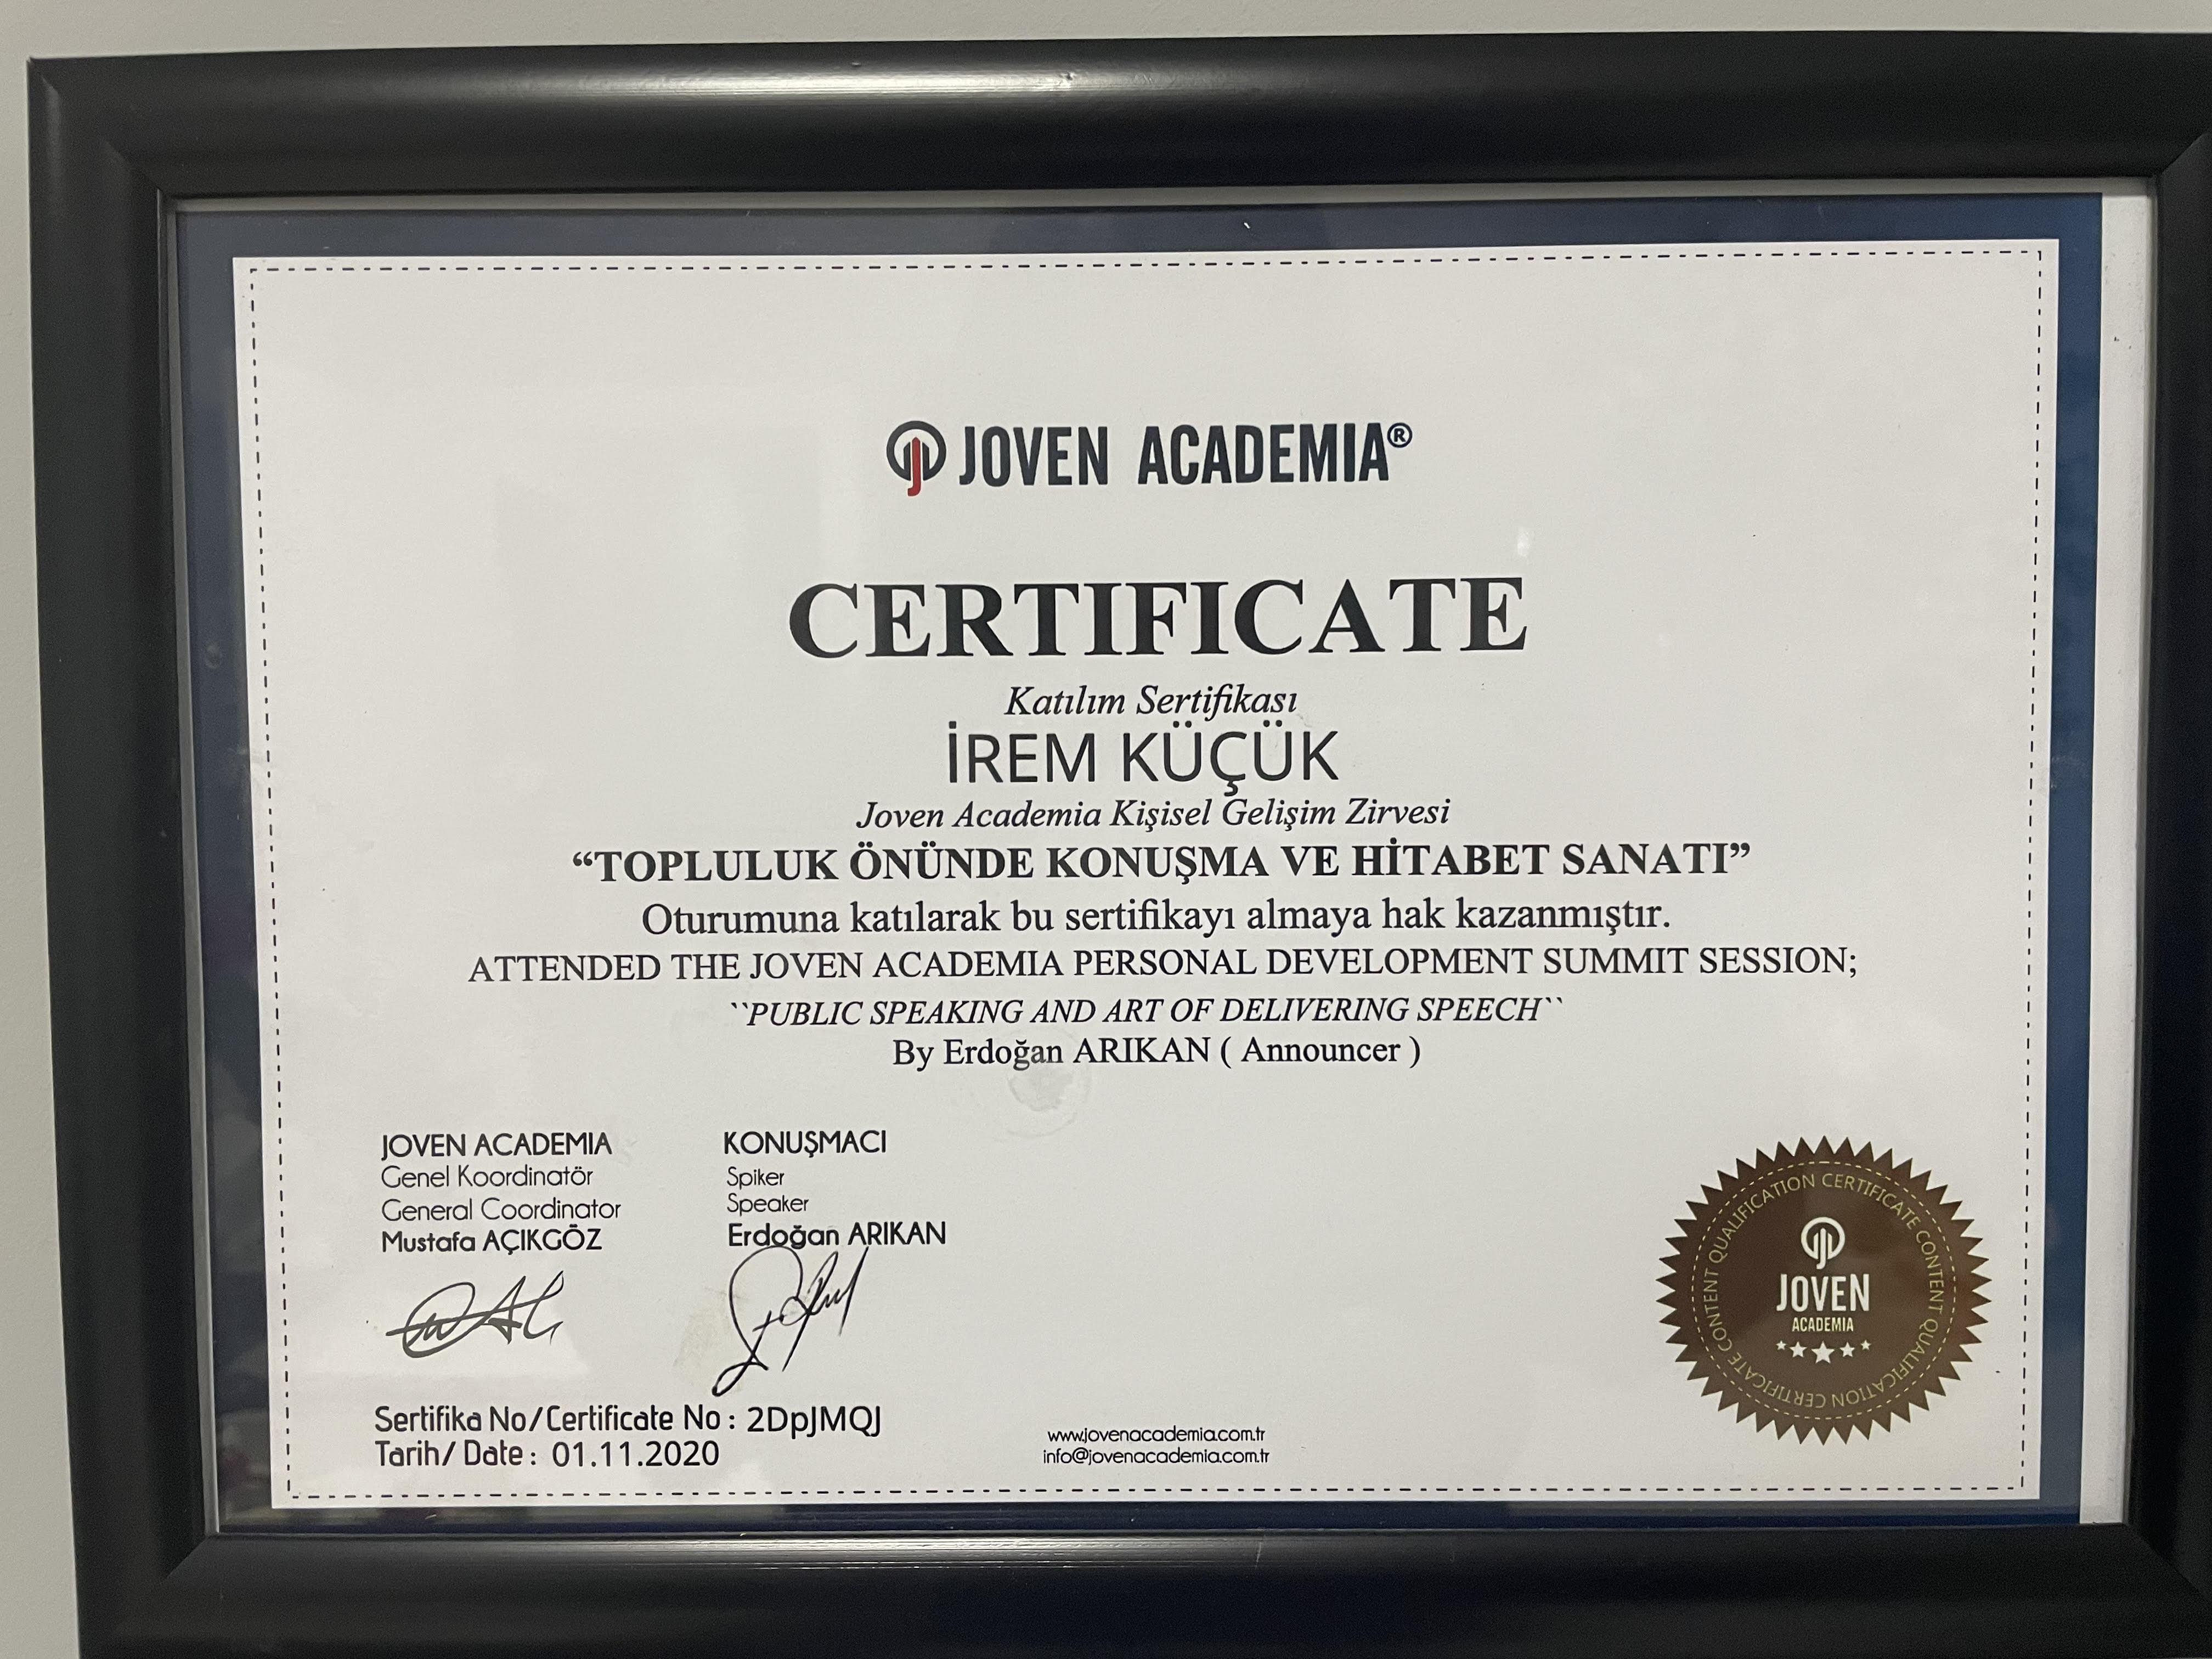 JOVEN ACADEMIA®
CERTIFICATE
Katılım Sertifikası
İREM KÜÇÜK
Joven Academia Kişisel Gelişim Zirvesi
“TOPLULUK ÖNÜNDE KONUŞMA VE HİTABET SANATI”
Oturumuna katılarak bu sertifikayı almaya hak kazanmıştır.
ATTENDED THE JOVEN ACADEMIA PERSONAL DEVELOPMENT SUMMIT SESSION;
``PUBLIC SPEAKING AND ART OF DELIVERING SPEECH``
By Erdoğan ARIKAN ( Announcer )
JOVEN ACADEMIA
Genel Koordinatör
General Coordinator
Mustafa AÇIKGÖZ
KONUŞMACI
Spiker
Speaker
Erdoğan ARIKAN
Sertifika No/Certificate No : 2DpJMQJ
Tarih/ Date : 01.11.2020
www.jovenacademia.com.tr
info@jovenacademia.com.tr
CONTENT QUALIFICATION CERTIFICATE CONTENT QUALIFICATION CERTIFICATE
JOVEN
ACADEMIA